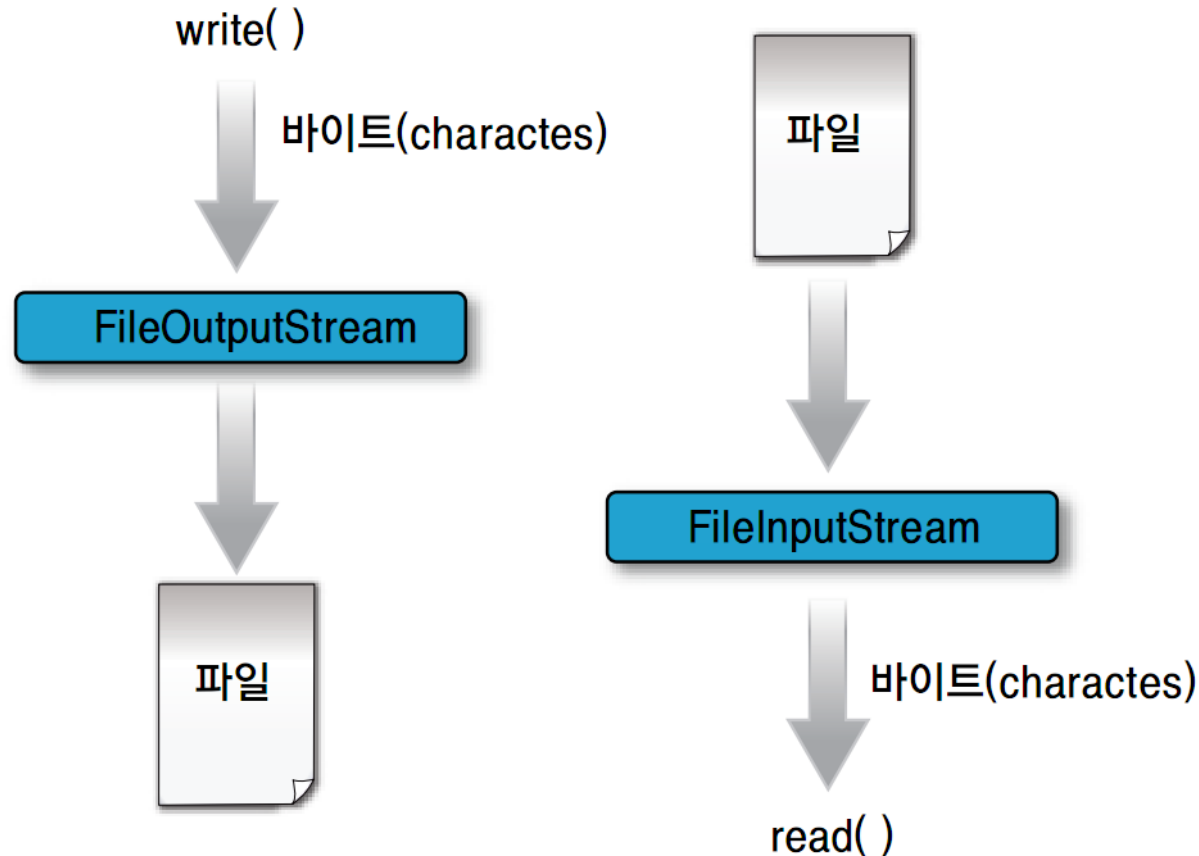 write( )
바이트(charactes)
FileOutputStream
파일
파일
FileInputStream
바이트(charactes)
read( )